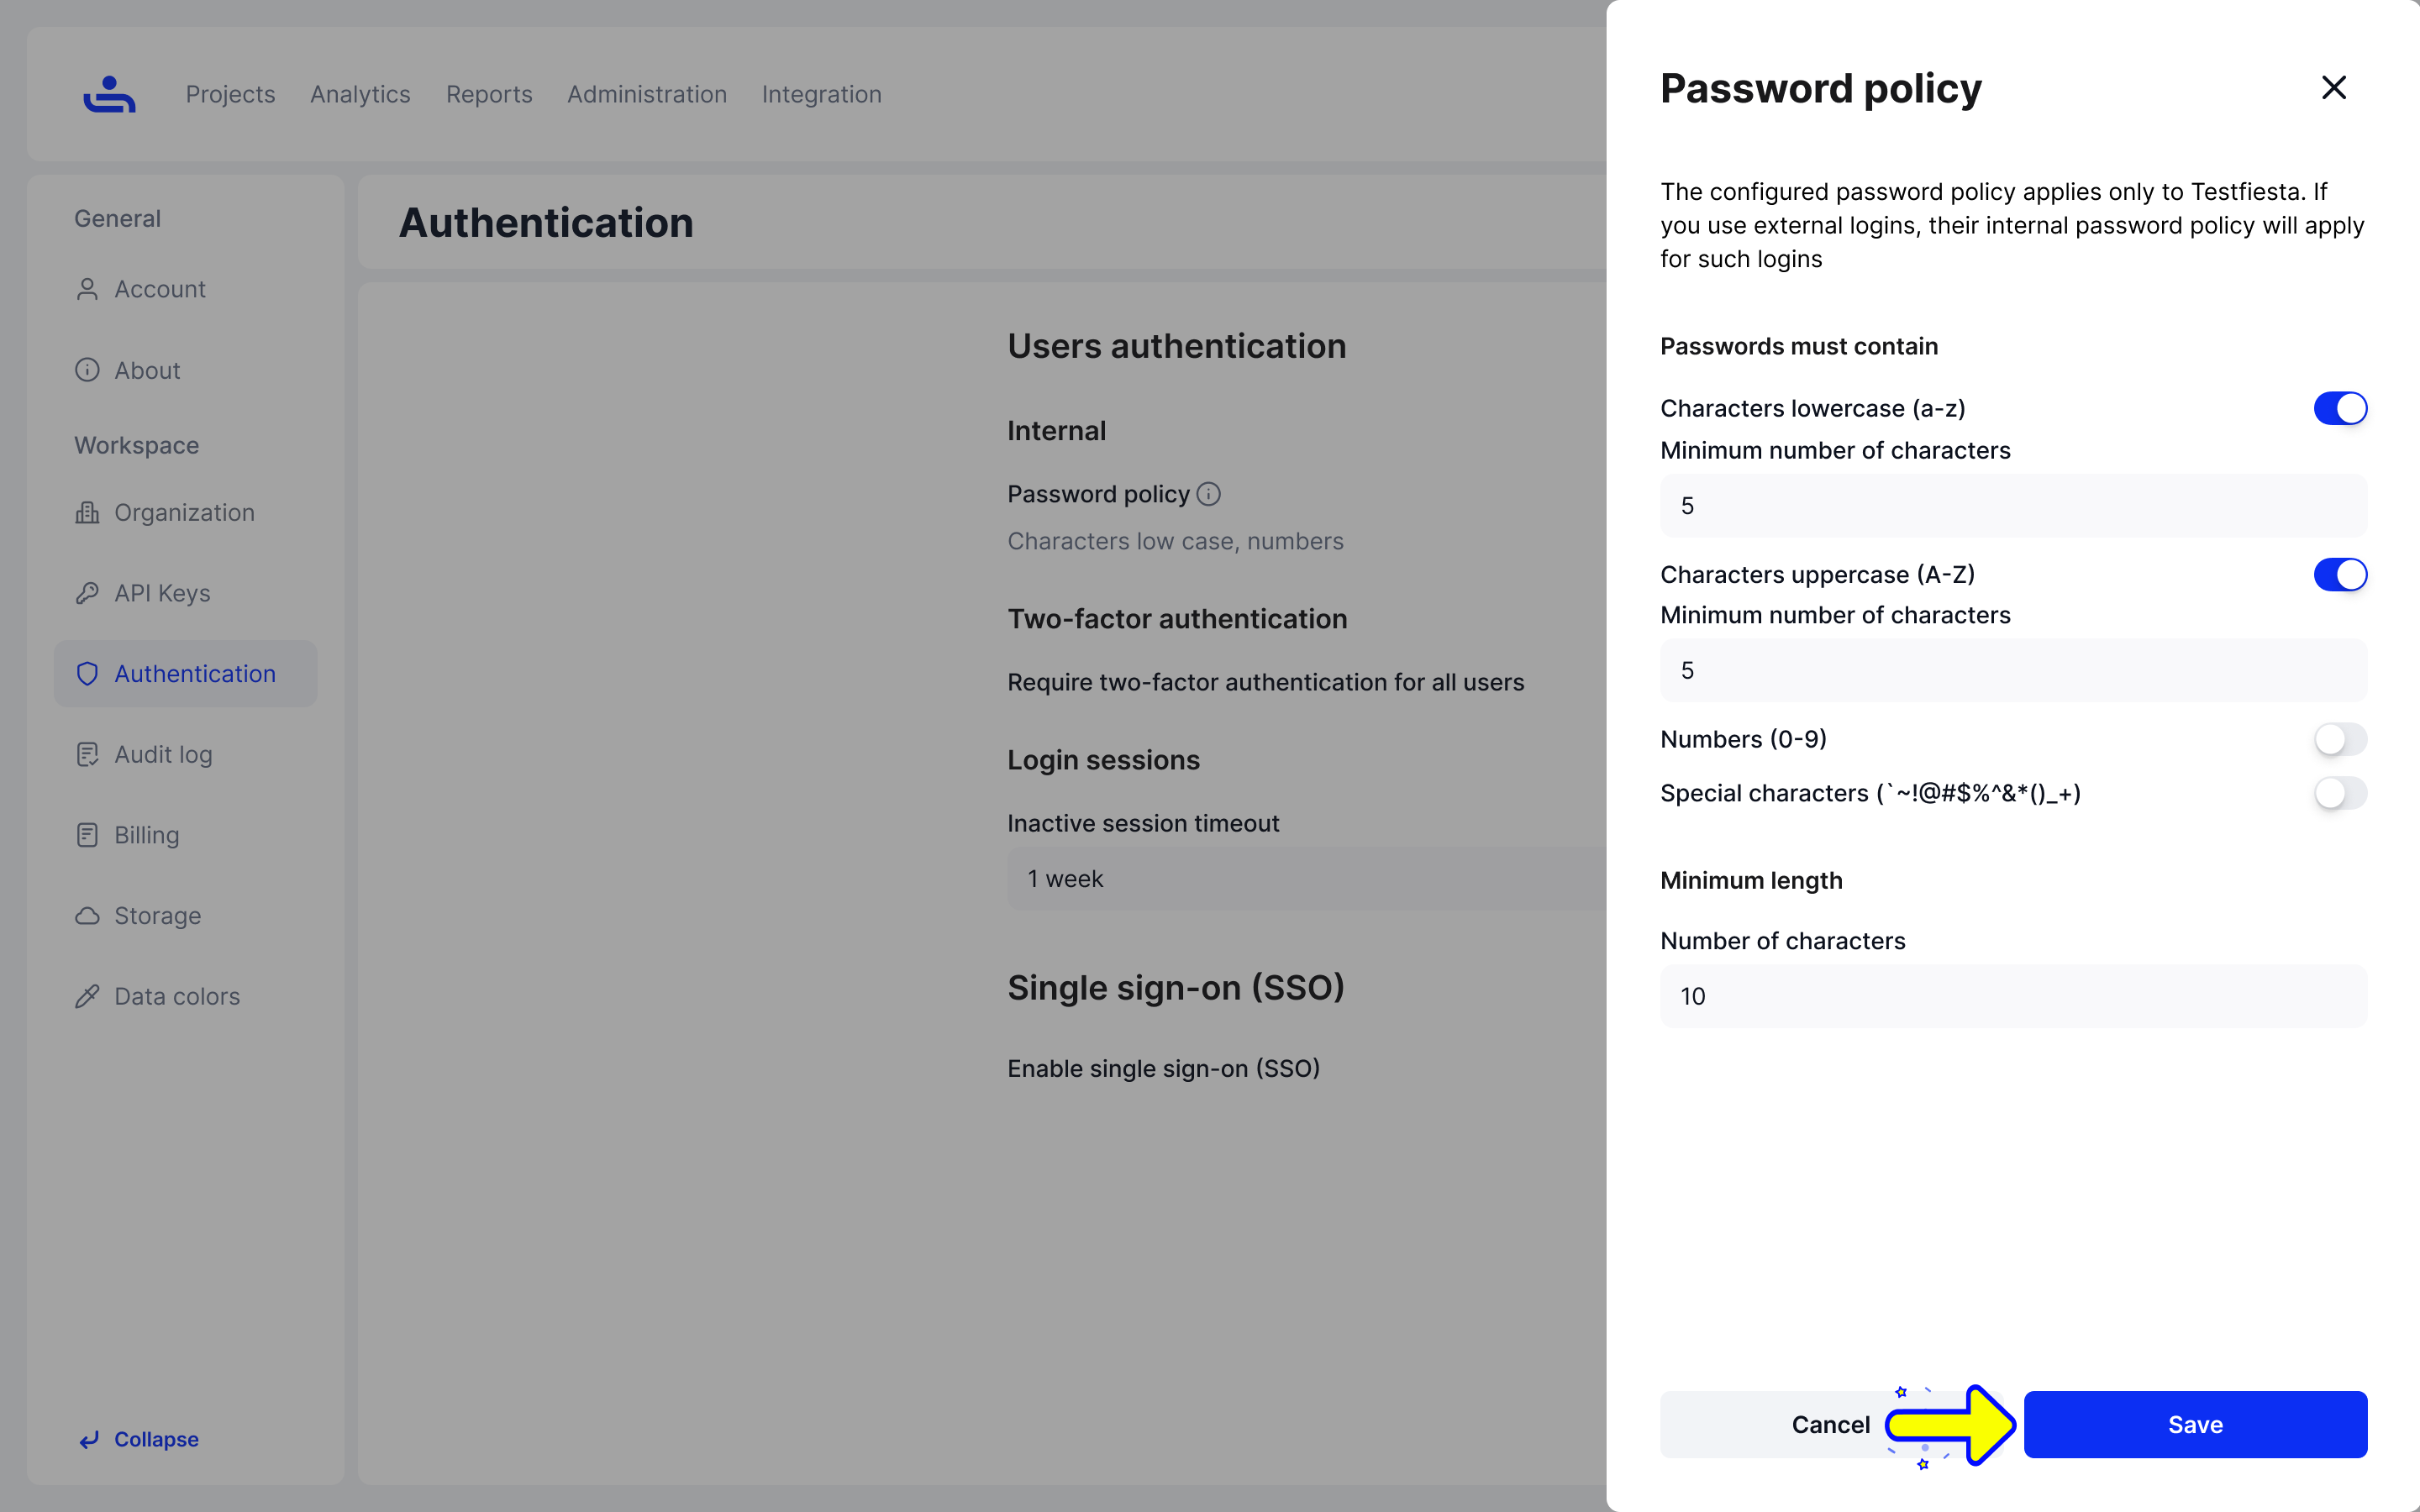 Projects Analytics Reports Administration Integration
General
Account
About
Workspace
Organization
API Keys
Authentication
Audit log
Billing
Storage
Data colors
Collapse
Authentication
Users authentication
Internal
Password policy
Characters low case, numbers
Two-factor authentication
Require two-factor authentication for all users
Login sessions
Inactive session timeout
1 week
Single sign-on (SSO)
Enable single sign-on (SSO)
Password policy
The configured password policy applies only to Testfiesta. If
you use external logins, their internal password policy will apply
for such logins
Passwords must contain
Characters lowercase (a-z)
Minimum number of characters
5
Characters uppercase (A-Z)
Minimum number of characters
5
Numbers (0-9)
Special characters (`~!@#$%^&*()_+)
Minimum length
Number of characters
10
Cancel
Save